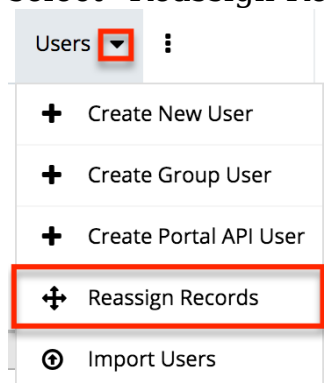 Users
Create New User
Create Group User
Create Portal API User
Reassign Records
Import Users